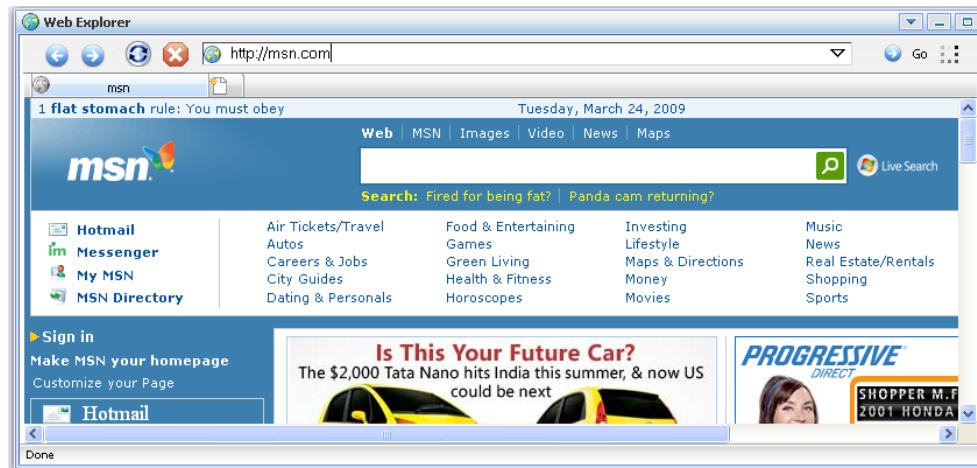 Web Explorer
http://msn.com
Go
msn
1 flat stomach rule: You must obey
Tuesday, March 24, 2009
Web | MSN | Images | Video | News | Maps
msn
Live Search
Search: Fired for being fat? | Panda cam returning?
Hotmail
Messenger
My MSN
MSN Directory
Air Tickets/Travel
Autos
Careers & Jobs
City Guides
Dating & Personals
Food & Entertaining
Games
Green Living
Health & Fitness
Horoscopes
Investing
Lifestyle
Maps & Directions
Money
Movies
Music
News
Real Estate/Rentals
Shopping
Sports
Sign in
Make MSN your homepage
Customize your Page
Hotmail
Is This Your Future Car?
The $2,000 Tata Nano hits India this summer, & now US
could be next
PROGRESSIVE
DIRECT
SHOPPER M.F
2001 HONDA
Done